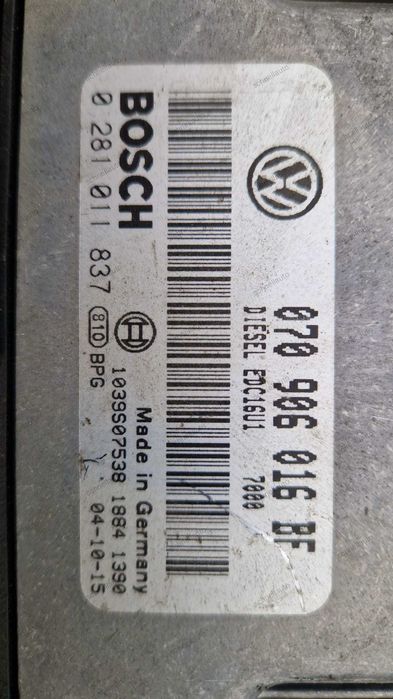 070 906 016 BF
DIESEL EDC16U1 7000
BOSCH
Made in Germany
0 281 011 837 810 BPG 1039S07538 1884 1390
04-10-15